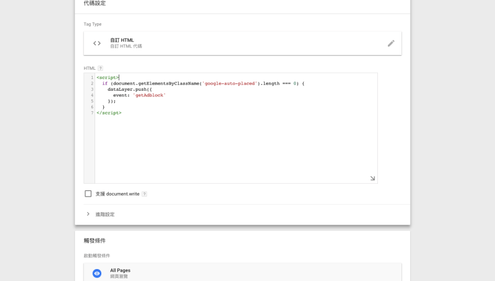 代碼設定
Tag Type
自訂 HTML
自訂 HTML 代碼
HTML ?
1 <script>
2 if (document.getElementsByClassName('google-auto-placed').length === 0) {
3 dataLayer.push({
4 event: 'getAdblock'
5 });
6 }
7 </script>
支援 document.write ?
進階設定
觸發條件
啟動觸發條件
All Pages
網頁瀏覽